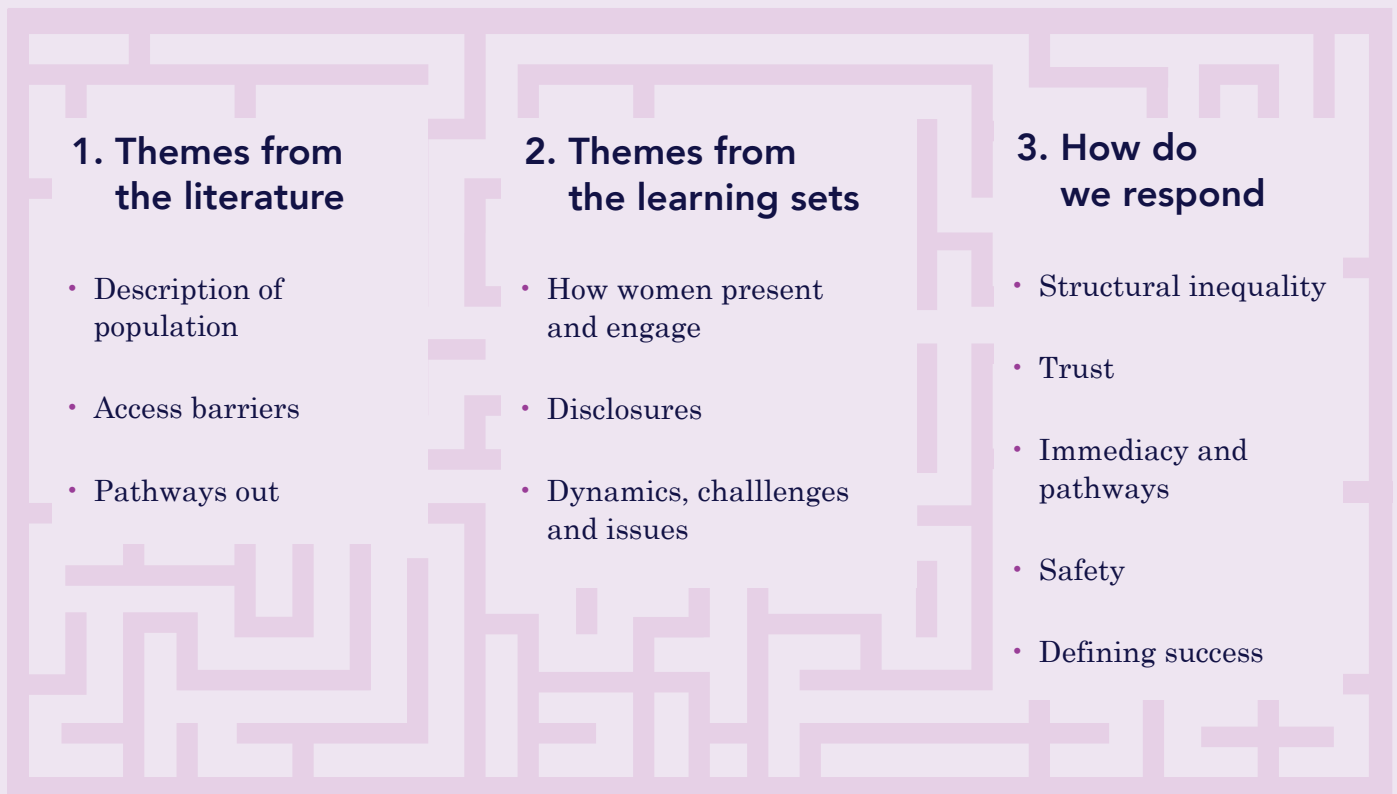 1. Themes from
the literature
• Description of
population
• Access barriers
• Pathways out
2. Themes from
the learning sets
• How women present
and engage
• Disclosures
• Dynamics, challlenges
and issues
3. How do
we respond
• Structural inequality
• Trust
• Immediacy and
pathways
• Safety
• Defining success